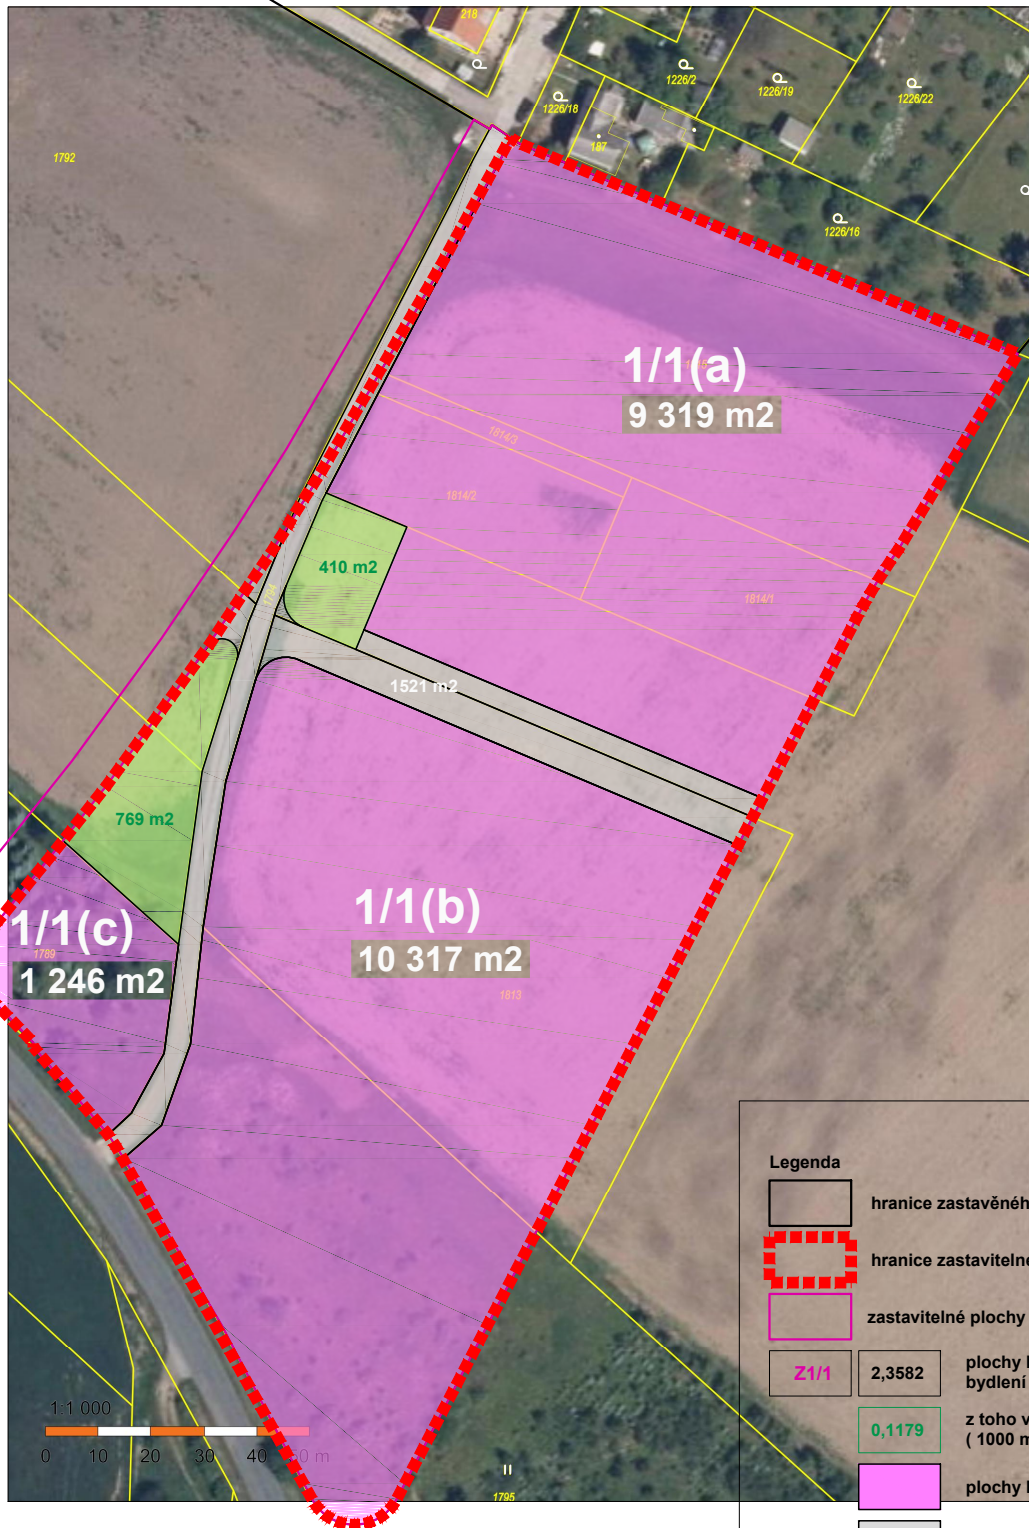 218
1226/2
1226/19
1226/22
1226/18
187
1792
1226/16
1/1(a)
9 319 m2
1814/3
1814/2
410 m2
1814/1
1794
1521 m2
769 m2
1/1(b)
10 317 m2
1/1(c)
1789
1 246 m2
1813
Legenda
hranice zastavěnéh
hranice zastavitelné
zastavitelné plochy
Z1/1 2,3582 plochy
bydlení
0,1179 z toho v
( 1000 m
plochy
1:1 000
0 10 20 30 40 50 m
1795